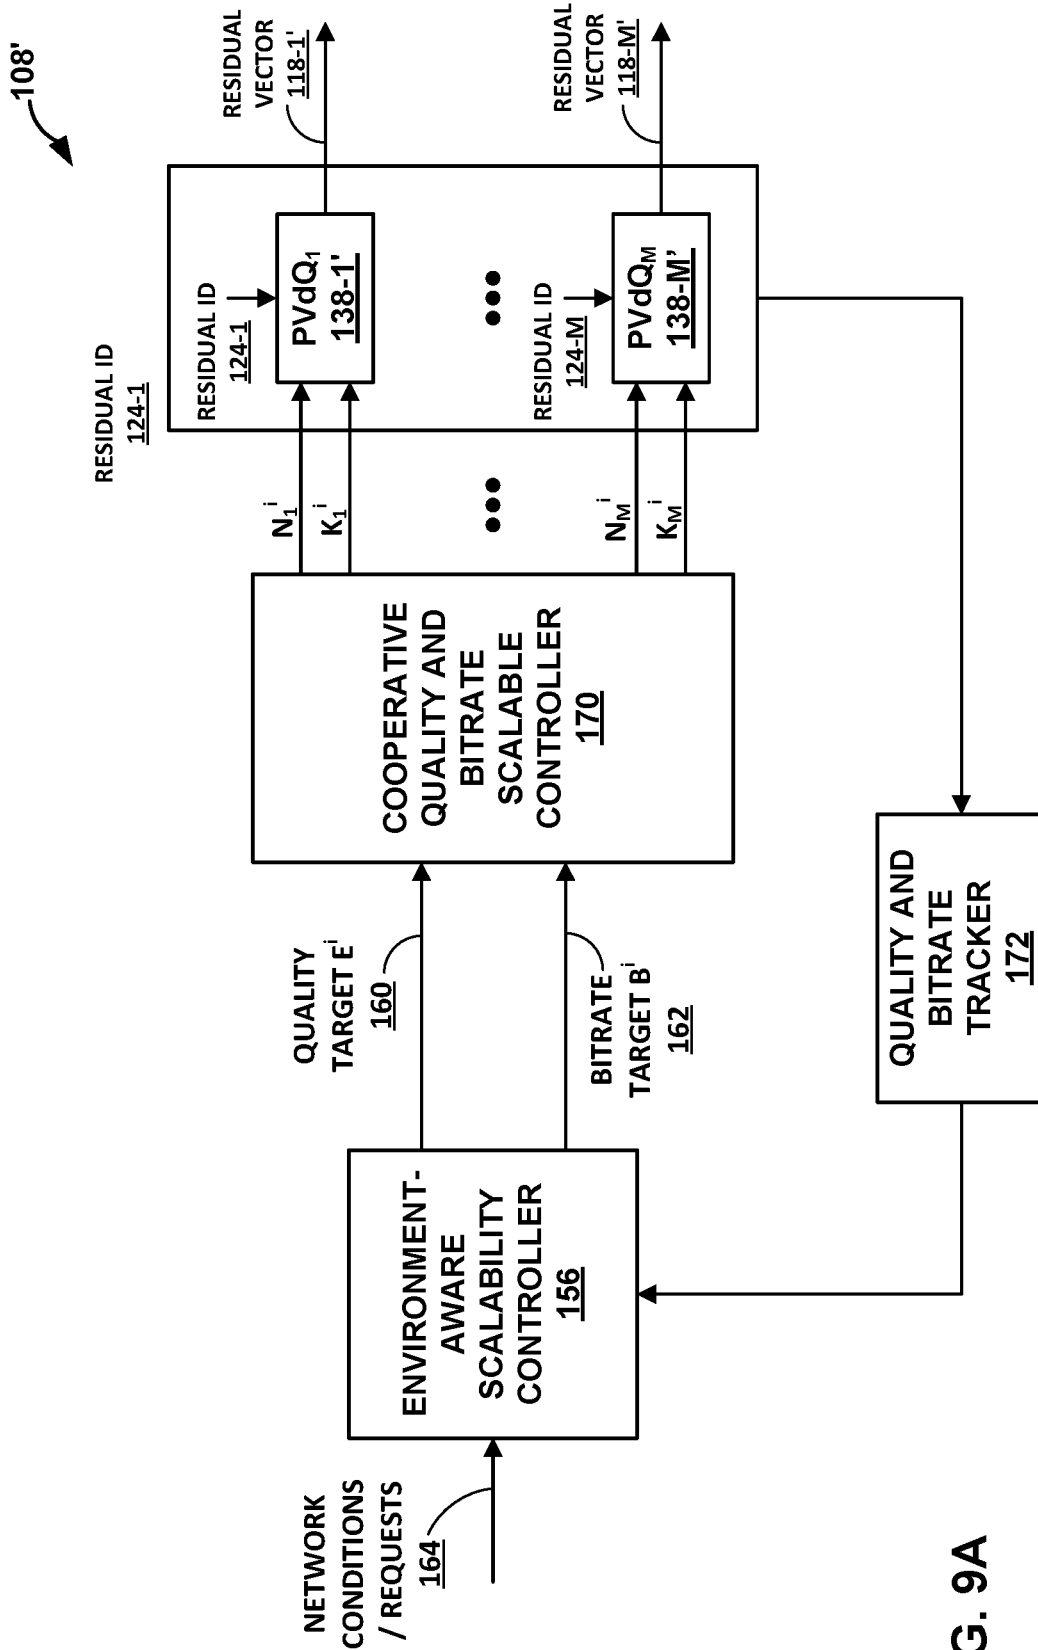 108'
RESIDUAL ID
124-1
RESIDUAL
VECTOR
118-1'
RESIDUAL
VECTOR
118-M'
RESIDUAL ID
124-1
PVdQ1
138-1'
•••
RESIDUAL ID
124-M
PVdQM
138-M'
N1i
K1i
•••
NMi
KMi
COOPERATIVE
QUALITY AND
BITRATE
SCALABLE
CONTROLLER
170
QUALITY
TARGET Ei
160
BITRATE
TARGET Bi
162
ENVIRONMENT-
AWARE
SCALABILITY
CONTROLLER
156
NETWORK
CONDITIONS
/ REQUESTS
164
QUALITY AND
BITRATE
TRACKER
172
G. 9A